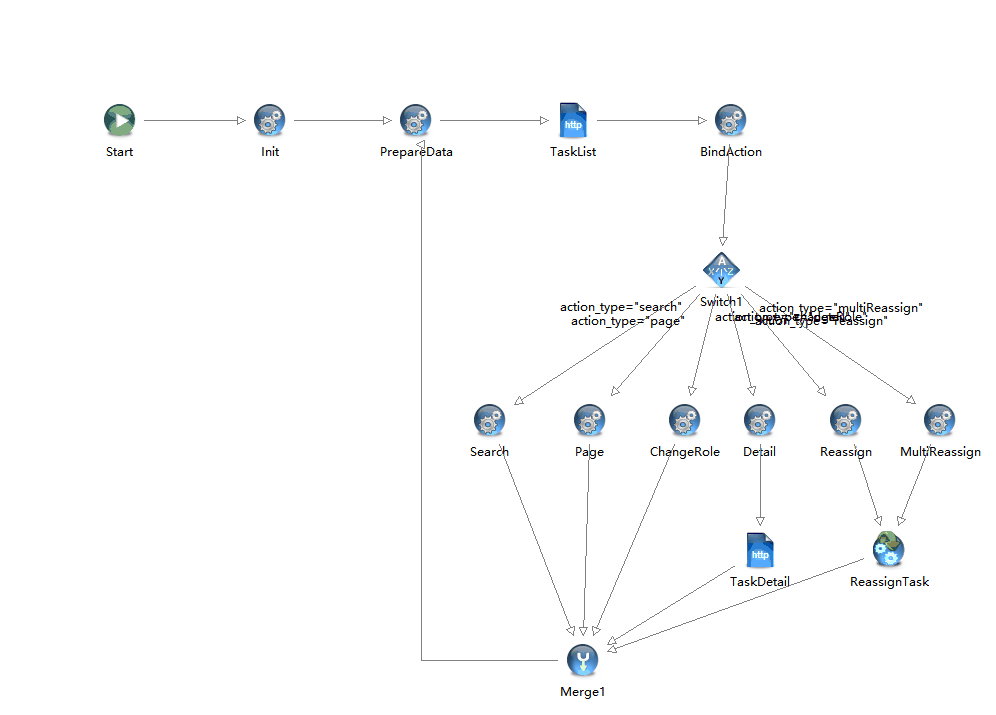 Start
Init
PrepareData
http
TaskList
BindAction
A
X
Z
Y
Switch1
action_type="search"
action_type="multiReassign"
action_type="page"
action_type="reassign"
Search
Page
ChangeRole
Detail
Reassign
MultiReassign
http
TaskDetail
ReassignTask
Merge1